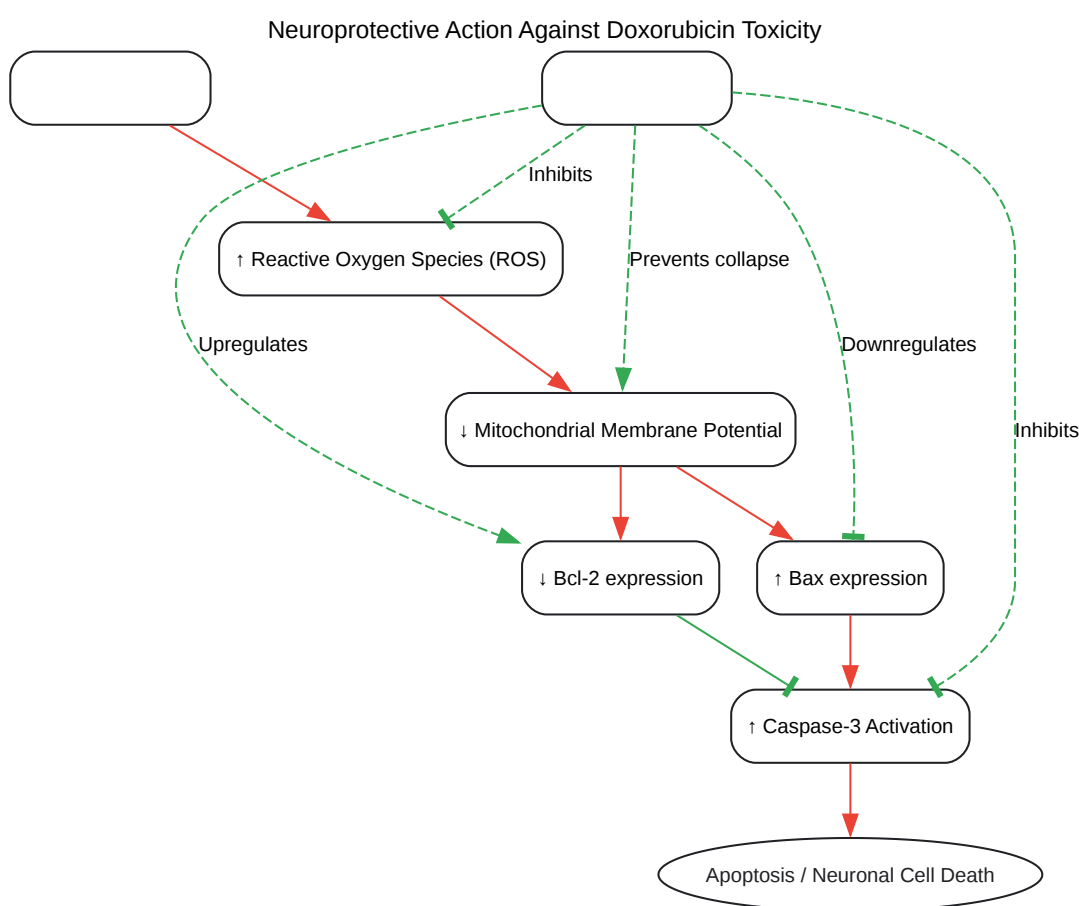 Neuroprotective Action Against Doxorubicin Toxicity
Inhibits
↑ Reactive Oxygen Species (ROS)
Prevents collapse
Upregulates
Downregulates
↓ Mitochondrial Membrane Potential
Inhibits
↓ Bcl-2 expression
↑ Bax expression
↑ Caspase-3 Activation
Apoptosis / Neuronal Cell Death